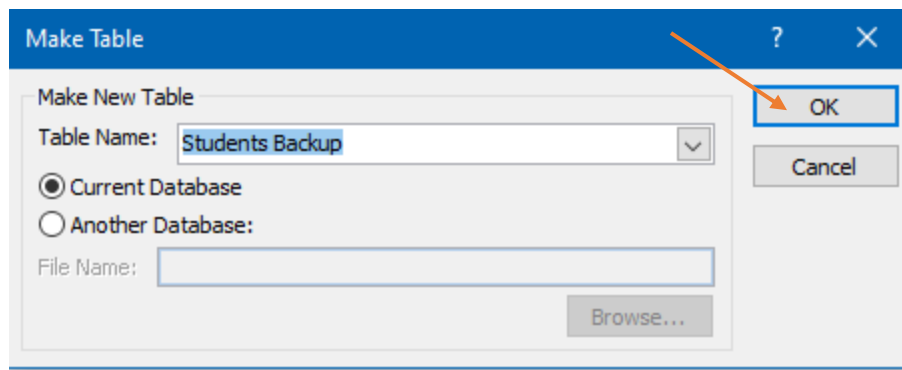 Make Table ?
Make New Table
OK
Table Name: Students Backup
Cancel
Current Database
Another Database:
File Name:
Browse...